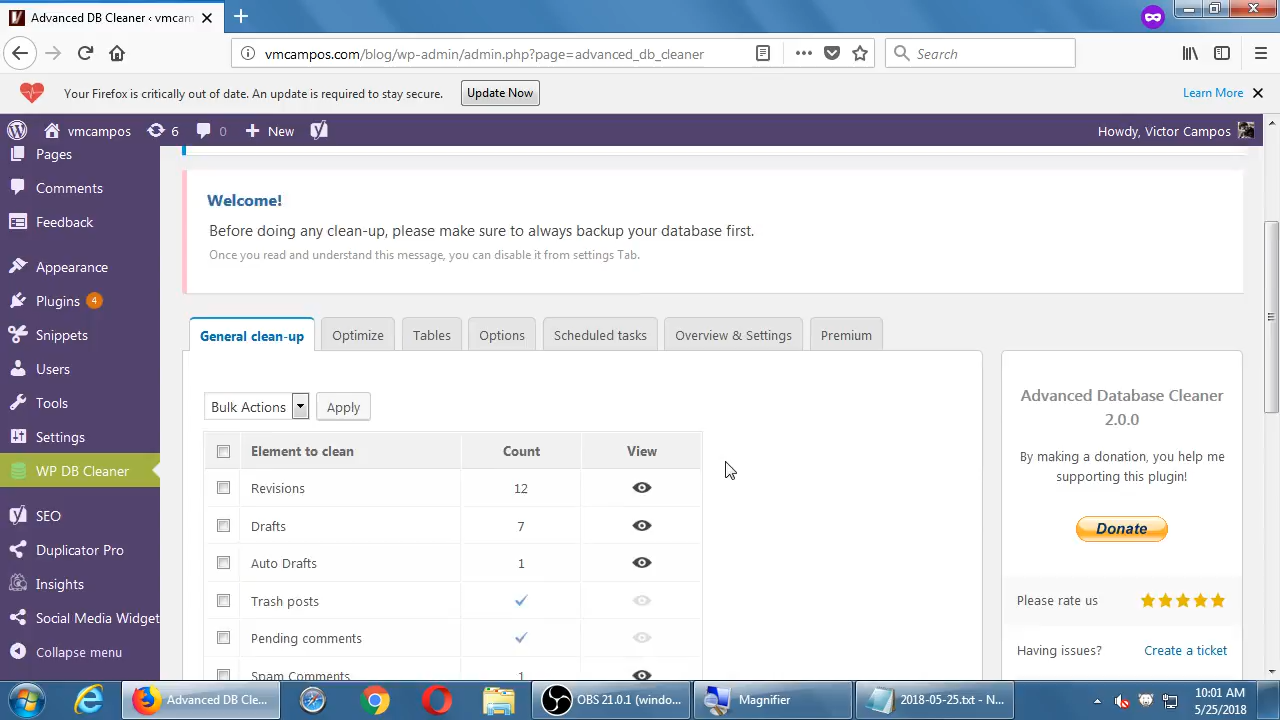 Advanced DB Cleaner ‹ vmcam
vmcampos.com/blog/wp-admin/admin.php?page=advanced_db_cleaner
Search
Your Firefox is critically out of date. An update is required to stay secure.
Update Now
Learn More
vmcampos
6
0
New
Howdy, Victor Campos
Pages
Comments
Feedback
Appearance
Plugins 4
Snippets
Users
Tools
Settings
WP DB Cleaner
SEO
Duplicator Pro
Insights
Social Media Widget
Collapse menu
Welcome!
Before doing any clean-up, please make sure to always backup your database first.
Once you read and understand this message, you can disable it from settings Tab.
General clean-up
Optimize
Tables
Options
Scheduled tasks
Overview & Settings
Premium
Bulk Actions
Apply
Element to clean Count View
Revisions 12
Drafts 7
Auto Drafts 1
Trash posts
Pending comments
Spam Comments 1
Advanced Database Cleaner
2.0.0
By making a donation, you help me
supporting this plugin!
Donate
Please rate us
Having issues? Create a ticket
Advanced DB Cle...
OBS 21.0.1 (windo...
Magnifier
2018-05-25.txt - N...
10:01 AM
5/25/2018